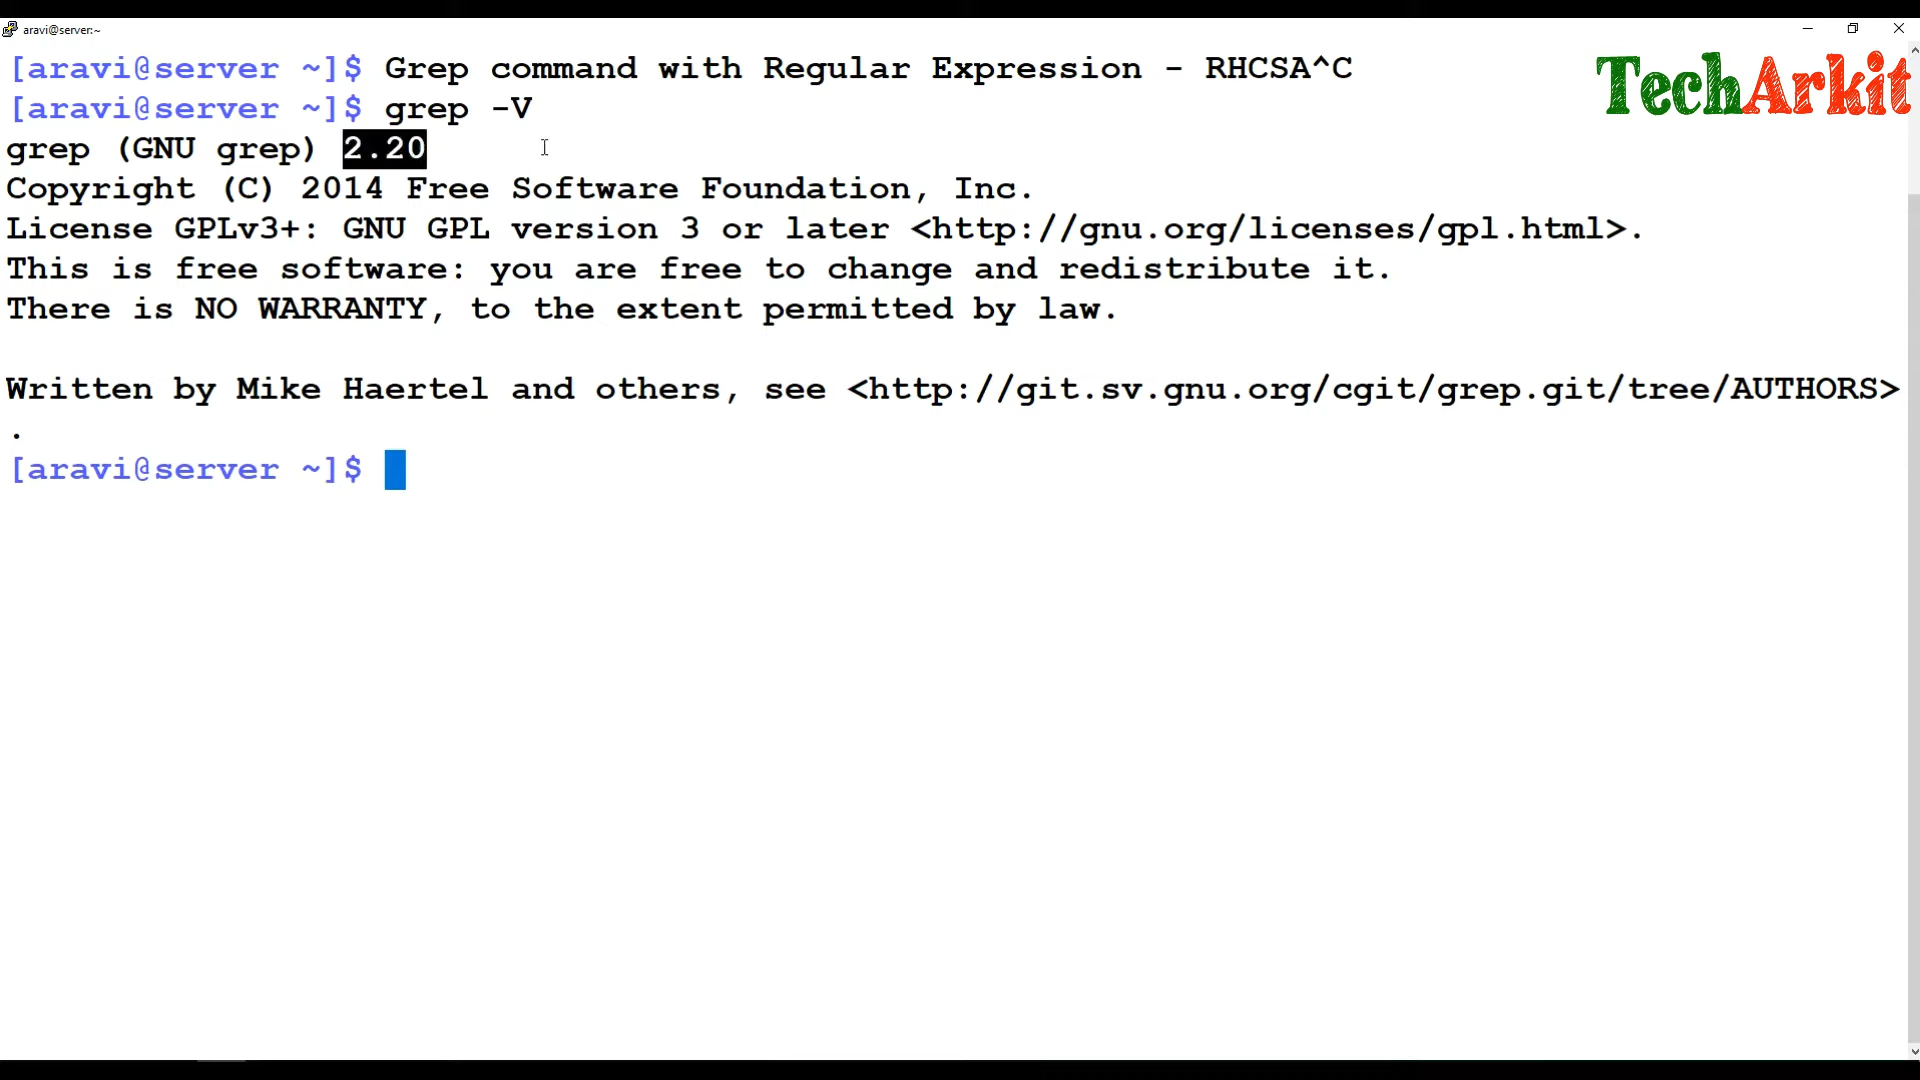 aravi@server:~
[aravi@server ~]$ Grep command with Regular Expression - RHCSA^C
TechArkit
[aravi@server ~]$ grep -V
grep (GNU grep) 2.20
Copyright (C) 2014 Free Software Foundation, Inc.
License GPLv3+: GNU GPL version 3 or later <http://gnu.org/licenses/gpl.html>.
This is free software: you are free to change and redistribute it.
There is NO WARRANTY, to the extent permitted by law.
Written by Mike Haertel and others, see <http://git.sv.gnu.org/cgit/grep.git/tree/AUTHORS>
.
[aravi@server ~]$